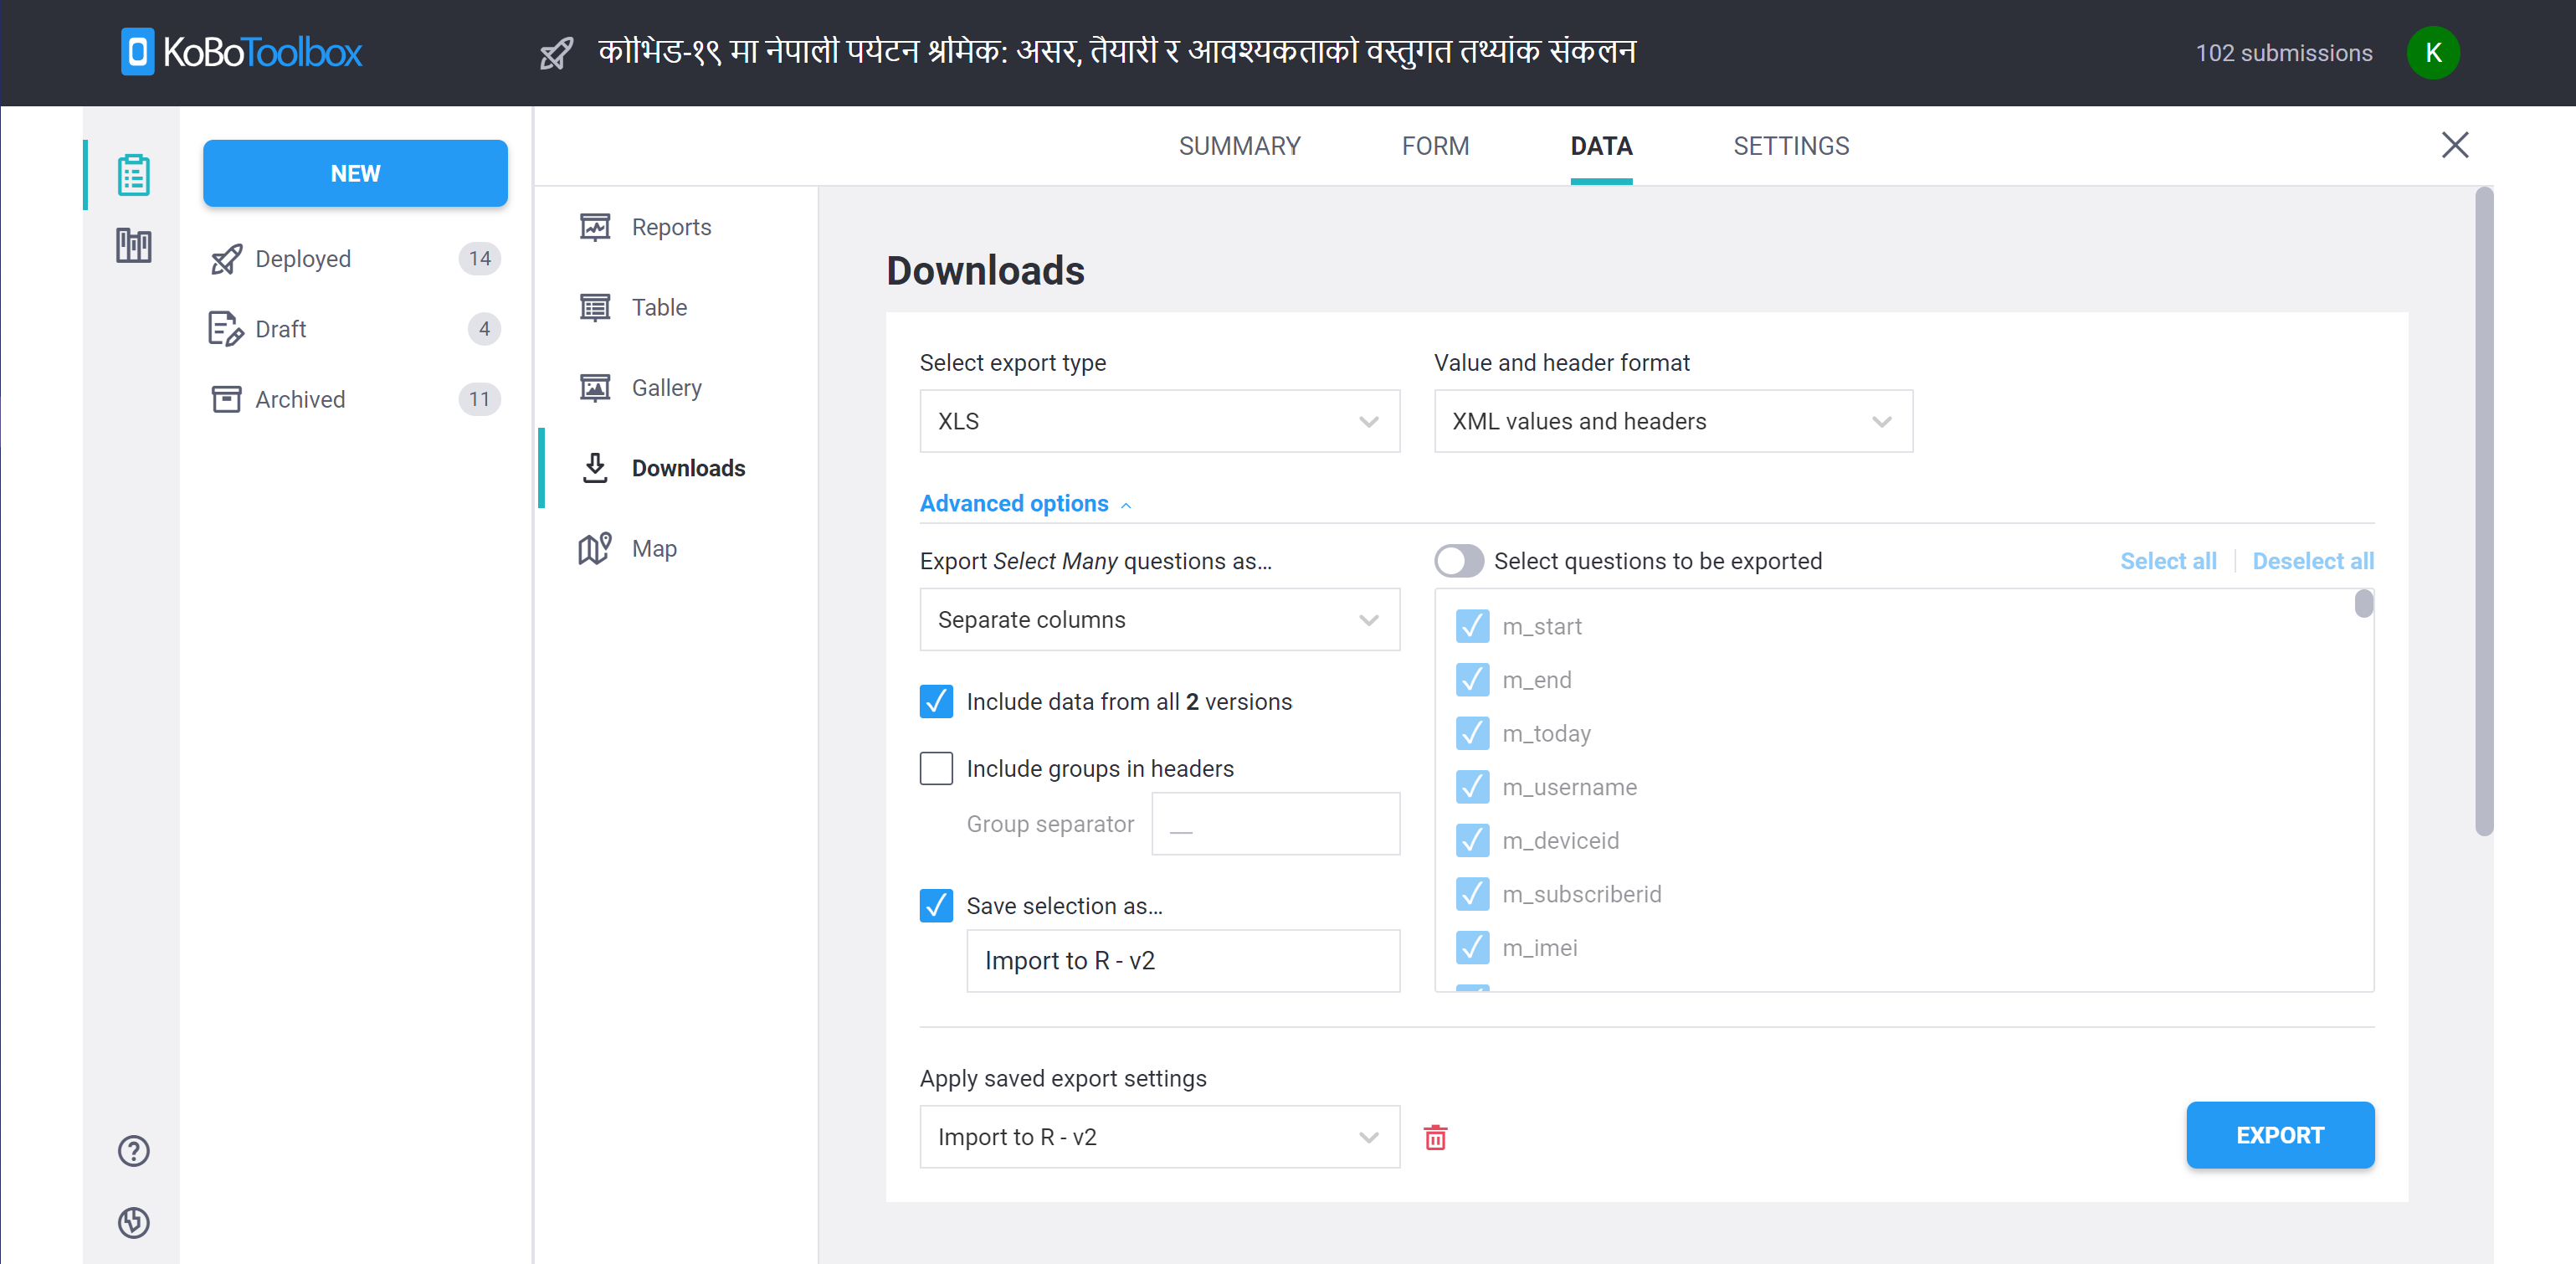 KoBoToolbox
कोभिड-१९ मा नेपाली पर्यटन श्रमिक: असर, तैयारी र आवश्यकताको वस्तुगत तथ्यांक संकलन
102 submissions
K
SUMMARY
FORM
DATA
SETTINGS
NEW
Deployed 14
Draft 4
Archived 11
Reports
Table
Gallery
Downloads
Map
Downloads
Select export type
XLS
Value and header format
XML values and headers
Advanced options
Export Select Many questions as...
Separate columns
Include data from all 2 versions
Include groups in headers
Group separator __
Save selection as...
Import to R - v2
Select questions to be exported
Select all
Deselect all
m_start
m_end
m_today
m_username
m_deviceid
m_subscriberid
m_imei
Apply saved export settings
Import to R - v2
EXPORT